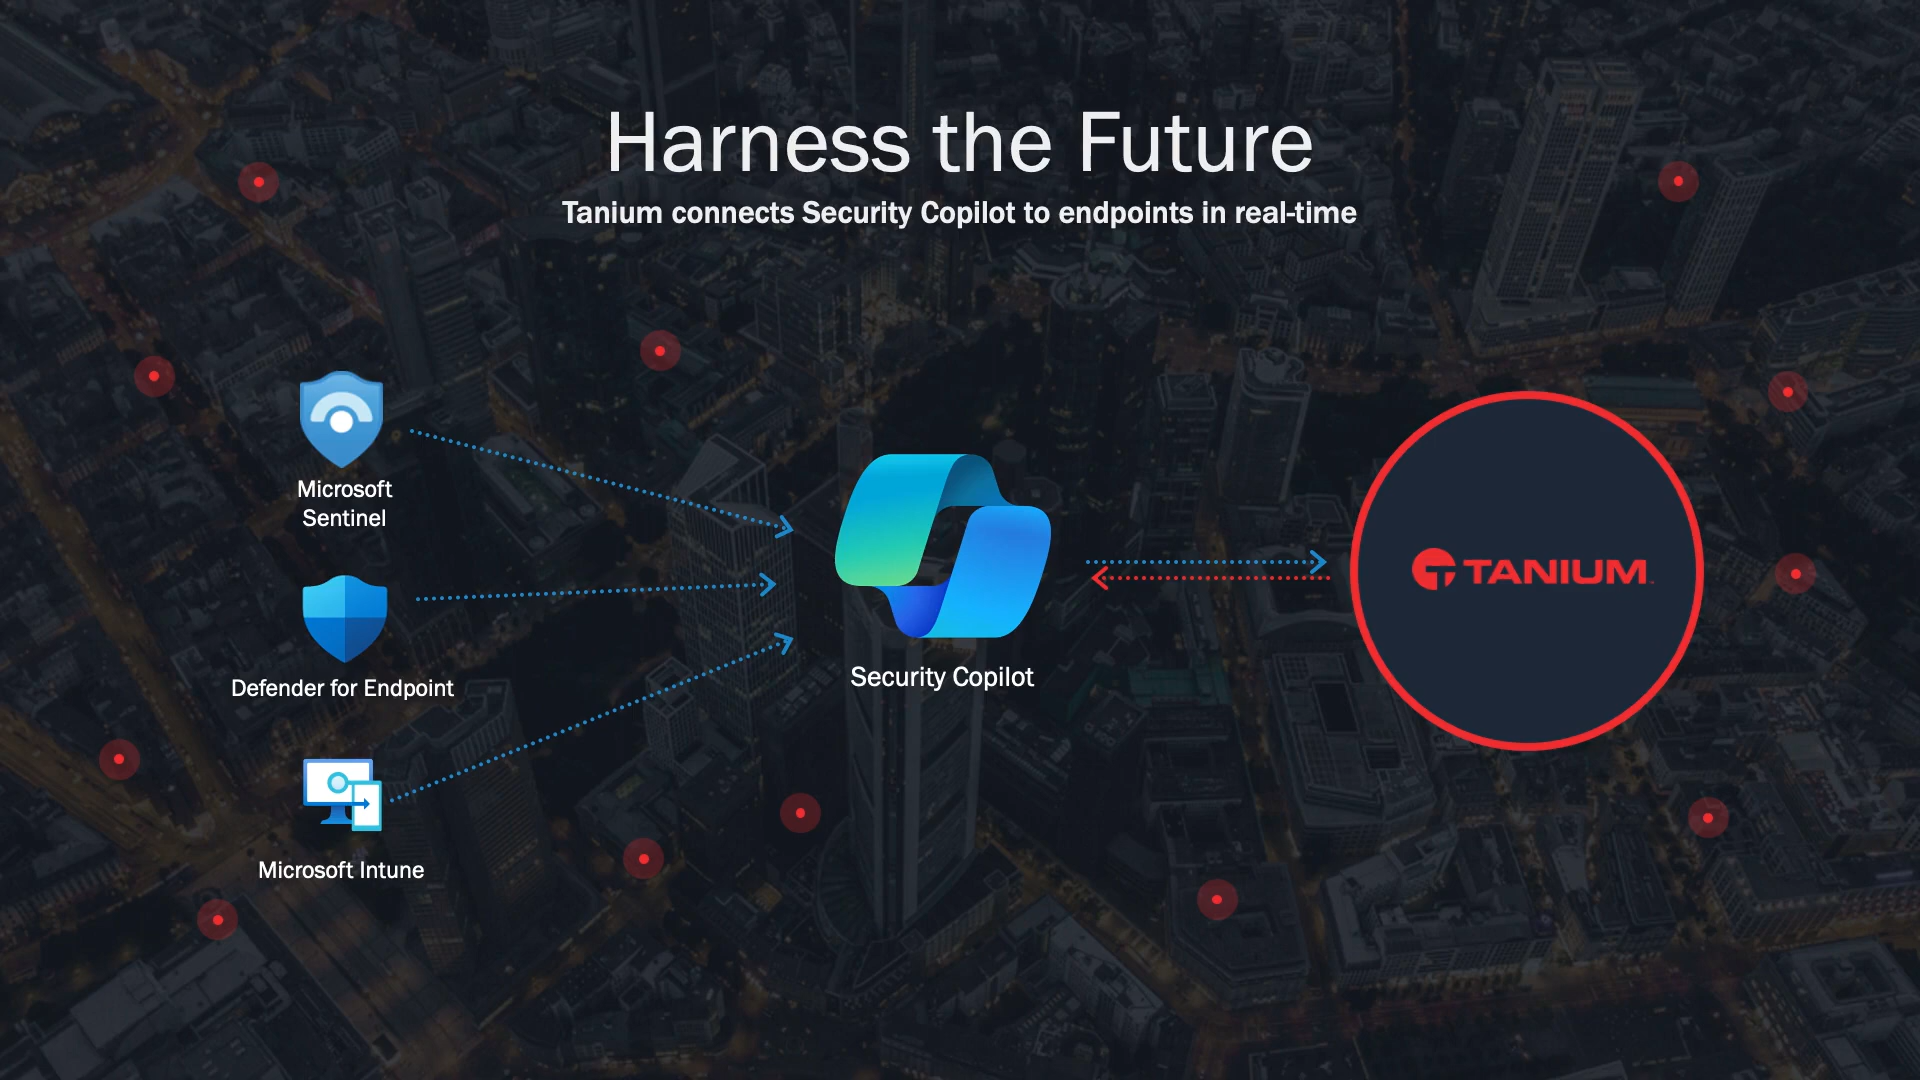 Harness the Future
Tanium connects Security Copilot to endpoints in real-time
Microsoft
Sentinel
Defender for Endpoint
Microsoft Intune
Security Copilot
TANIUM